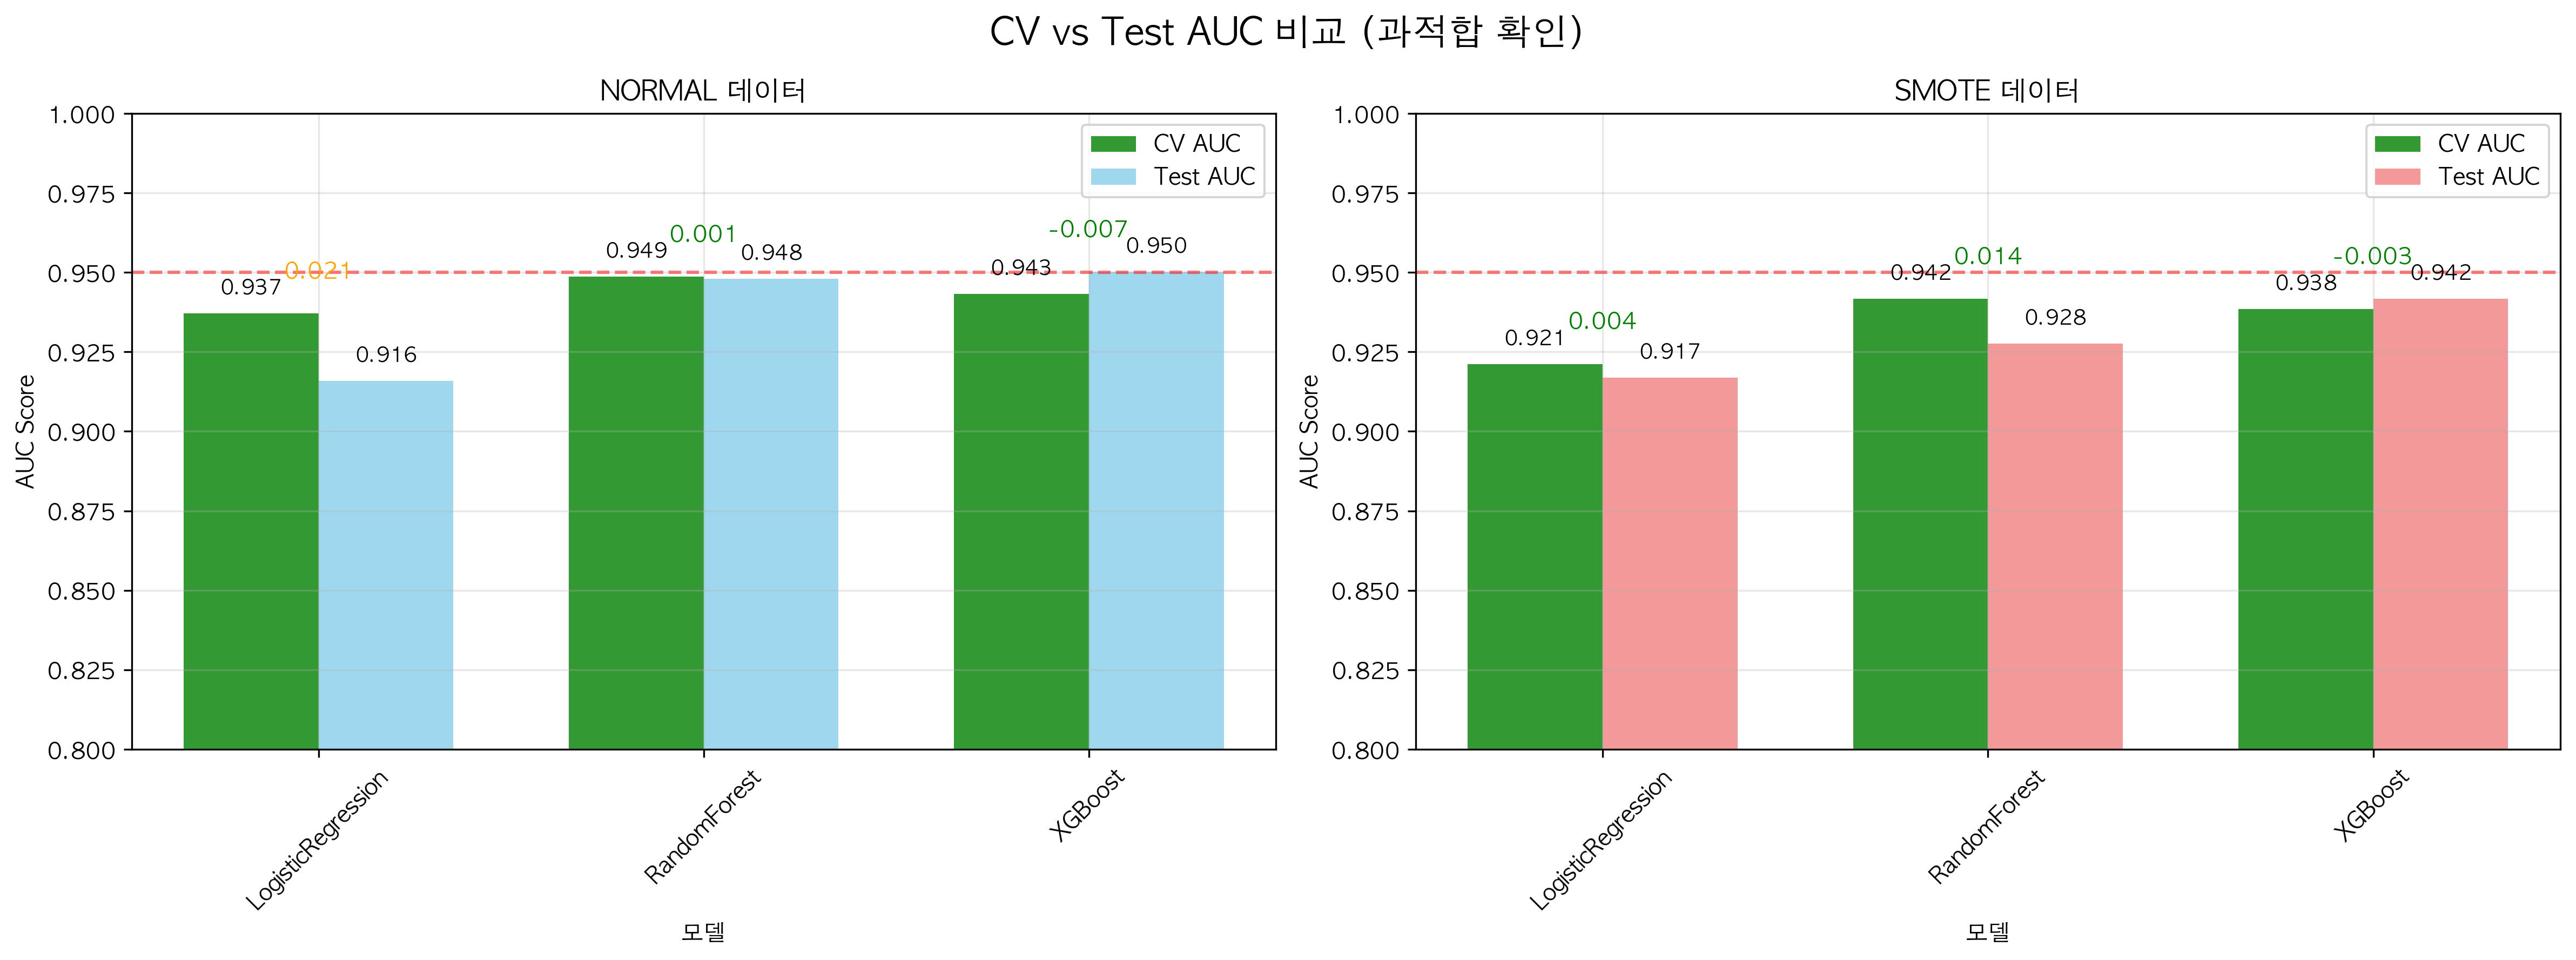 CV vs Test AUC 비교 (과적합 확인)
NORMAL 데이터
1.000
0.975
0.950
0.925
0.900
0.875
0.850
0.825
0.800
AUC Score
CV AUC
Test AUC
0.937
0.021
0.916
0.949
0.001
0.948
0.943
-0.007
0.950
LogisticRegression
RandomForest
XGBoost
모델
SMOTE 데이터
1.000
0.975
0.950
0.925
0.900
0.875
0.850
0.825
0.800
AUC Score
CV AUC
Test AUC
0.921
0.004
0.917
0.942
0.014
0.928
0.938
-0.003
0.942
LogisticRegression
RandomForest
XGBoost
모델